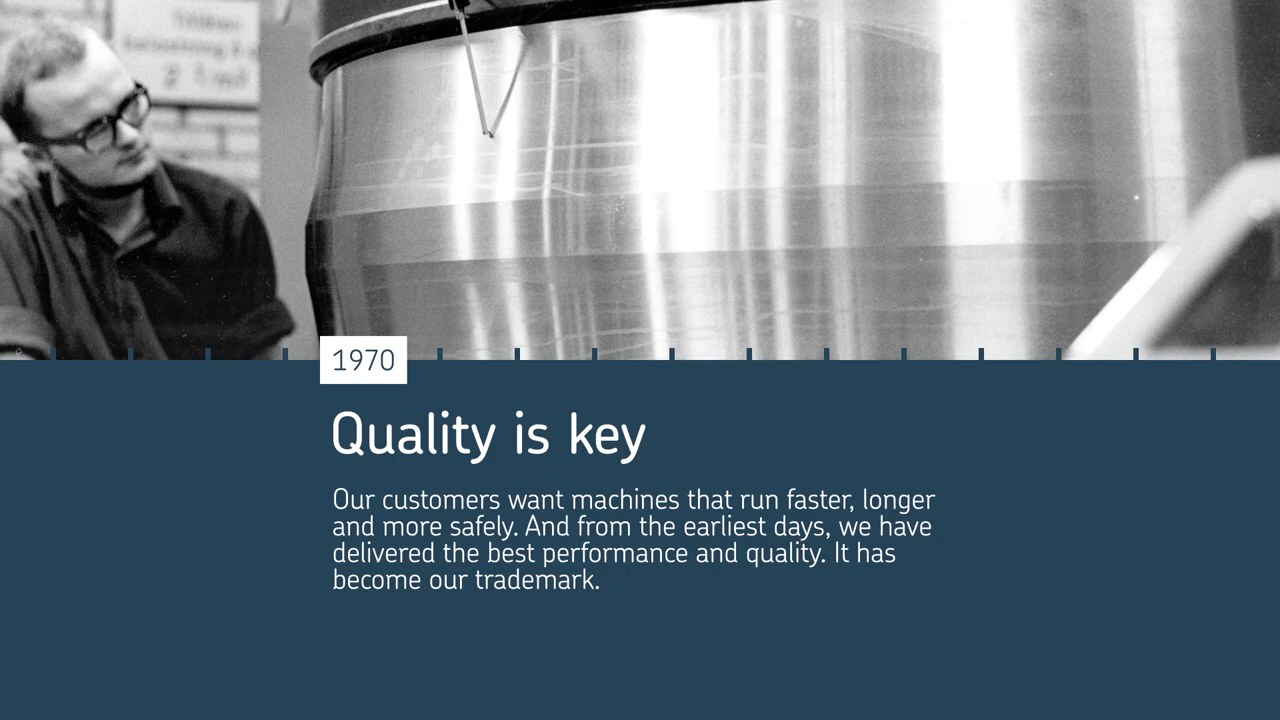 1970
Quality is key
Our customers want machines that run faster, longer
and more safely. And from the earliest days, we have
delivered the best performance and quality. It has
become our trademark.